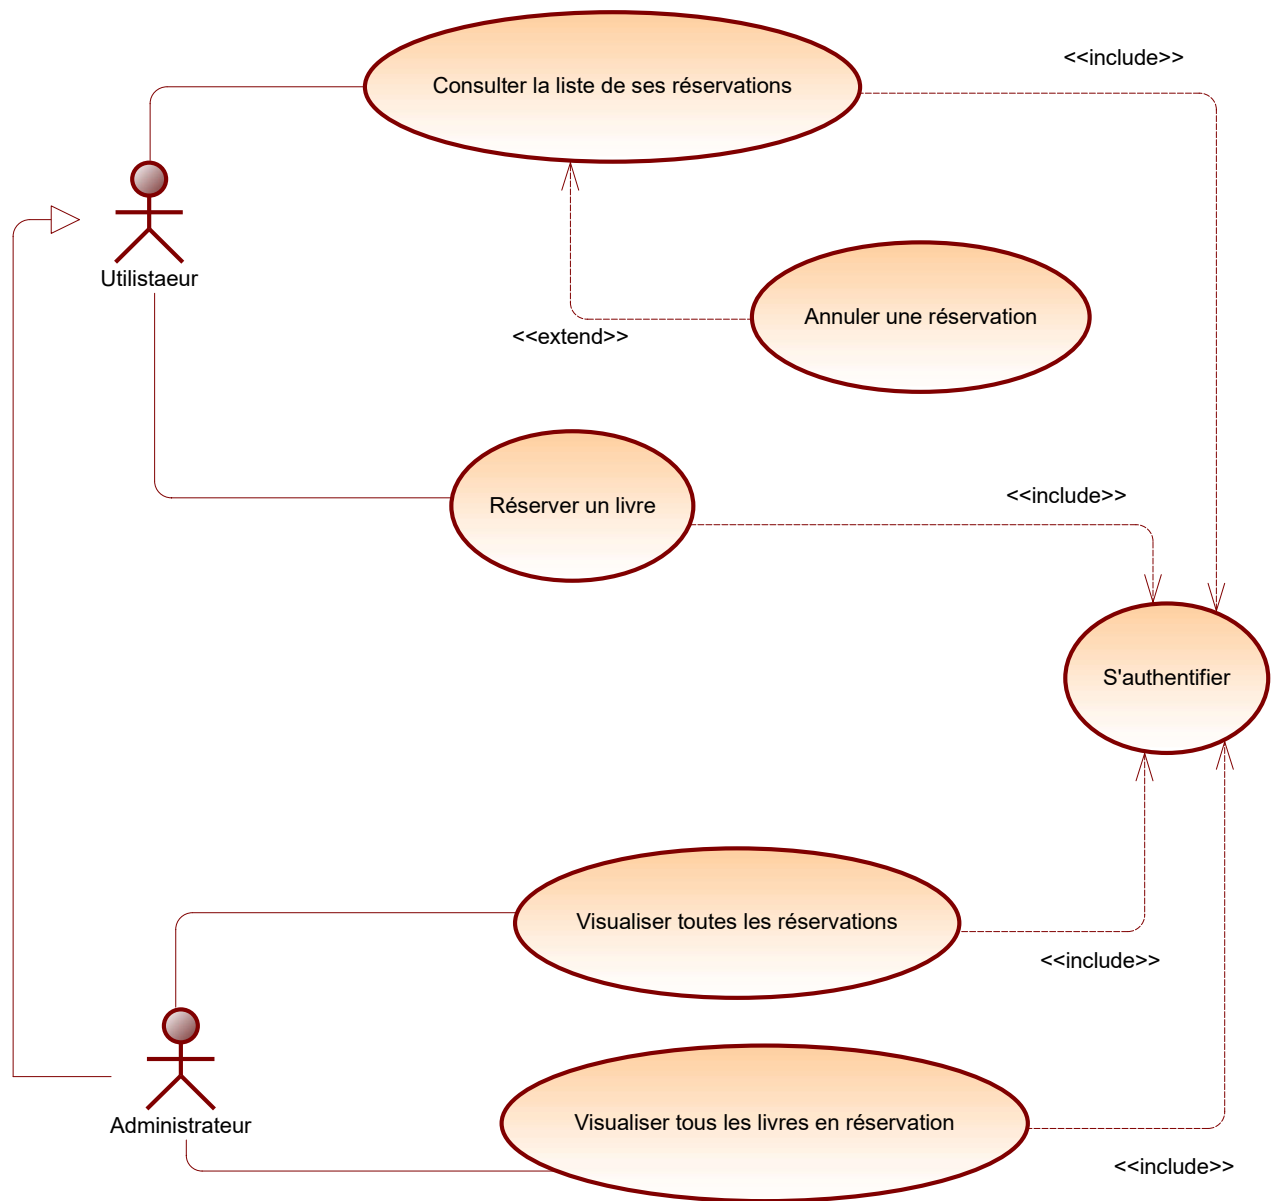 <<include>>
Consulter la liste de ses réservations
Utilistaeur
Annuler une réservation
<<extend>>
Réserver un livre
<<include>>
S'authentifier
Visualiser toutes les réservations
<<include>>
Administrateur
Visualiser tous les livres en réservation
<<include>>